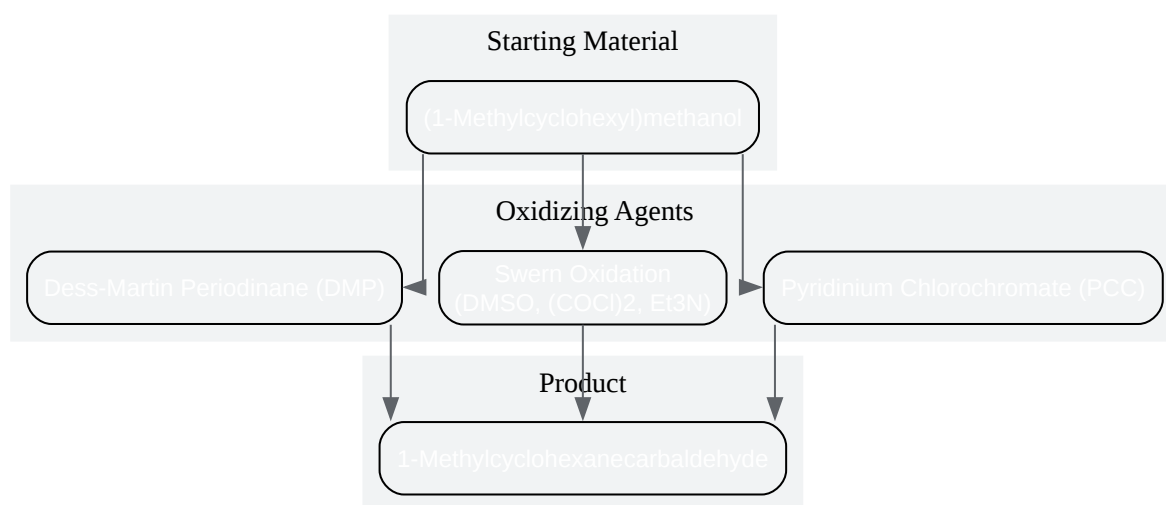 Starting Material
(1-Methylcyclohexyl)methanol
Oxidizing Agents
Dess-Martin Periodinane (DMP)
Swern Oxidation
(DMSO, (COCl)2, Et3N)
Pyridinium Chlorochromate (PCC)
Product
1-Methylcyclohexanecarbaldehyde